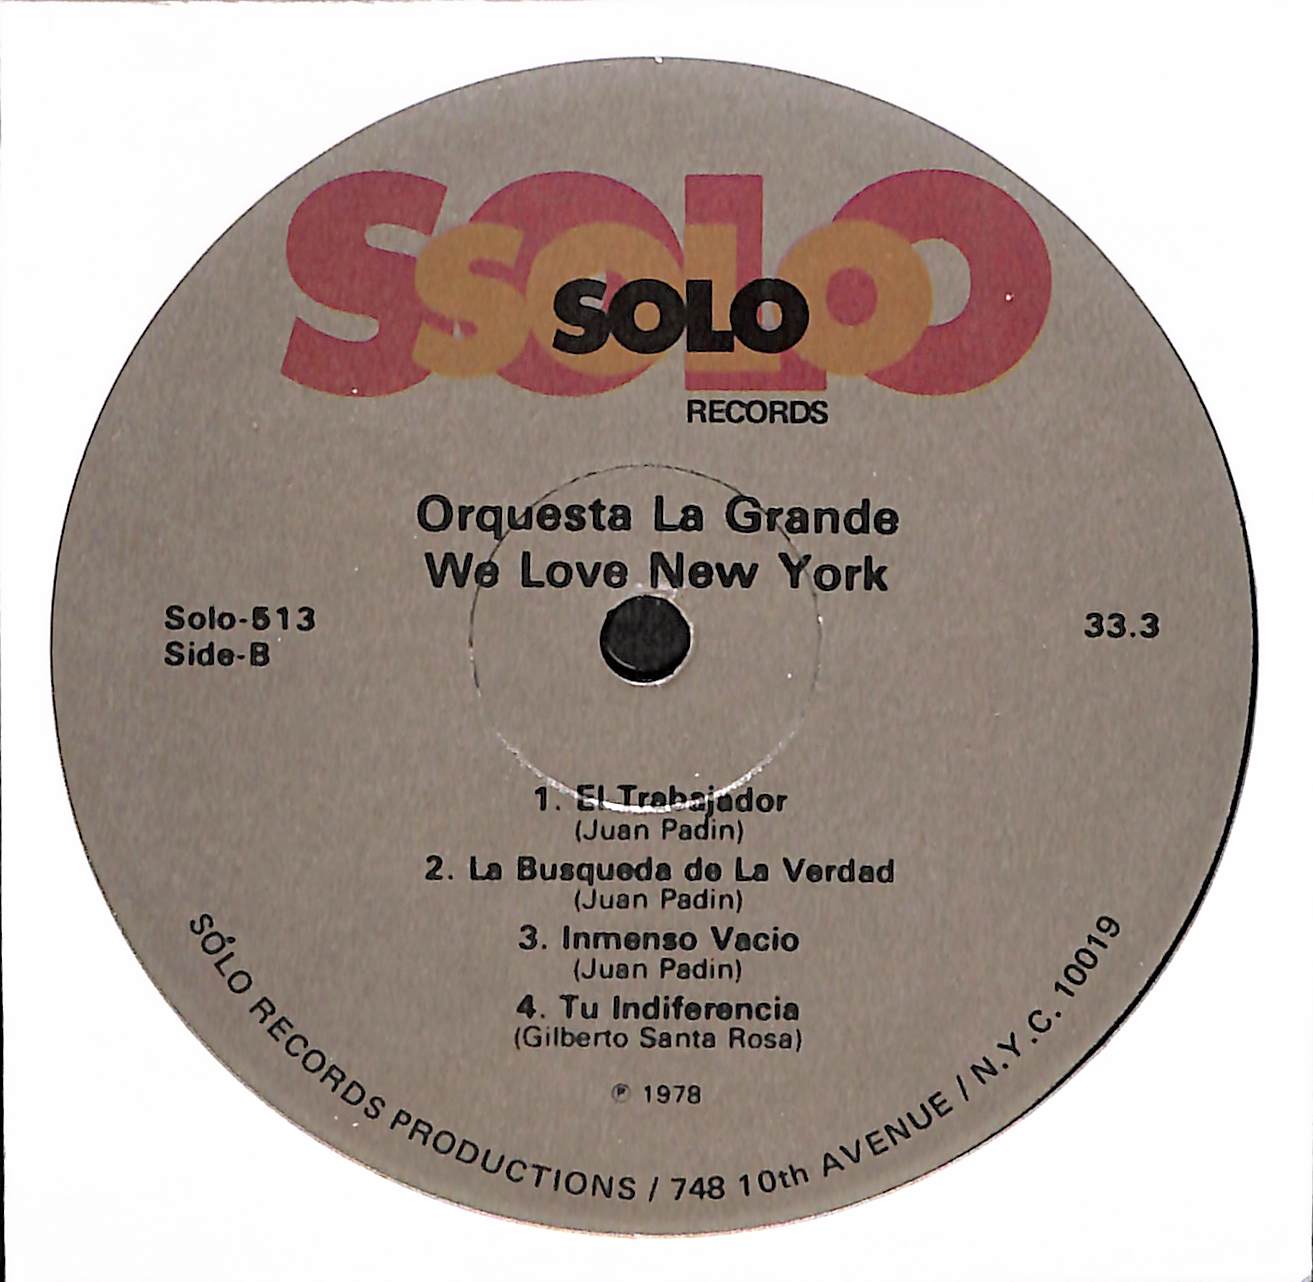 SOLO
SOLO
SOLO
RECORDS
Orquesta La Grande
We Love New York
Solo-513
Side-B
33.3
1. El Trabajador
(Juan Padin)
2. La Busqueda de La Verdad
(Juan Padin)
3. Inmenso Vacio
(Juan Padin)
4. Tu Indiferencia
(Gilberto Santa Rosa)
℗ 1978
SÓLO RECORDS PRODUCTIONS / 748 10th AVENUE / N.Y.C. 10019